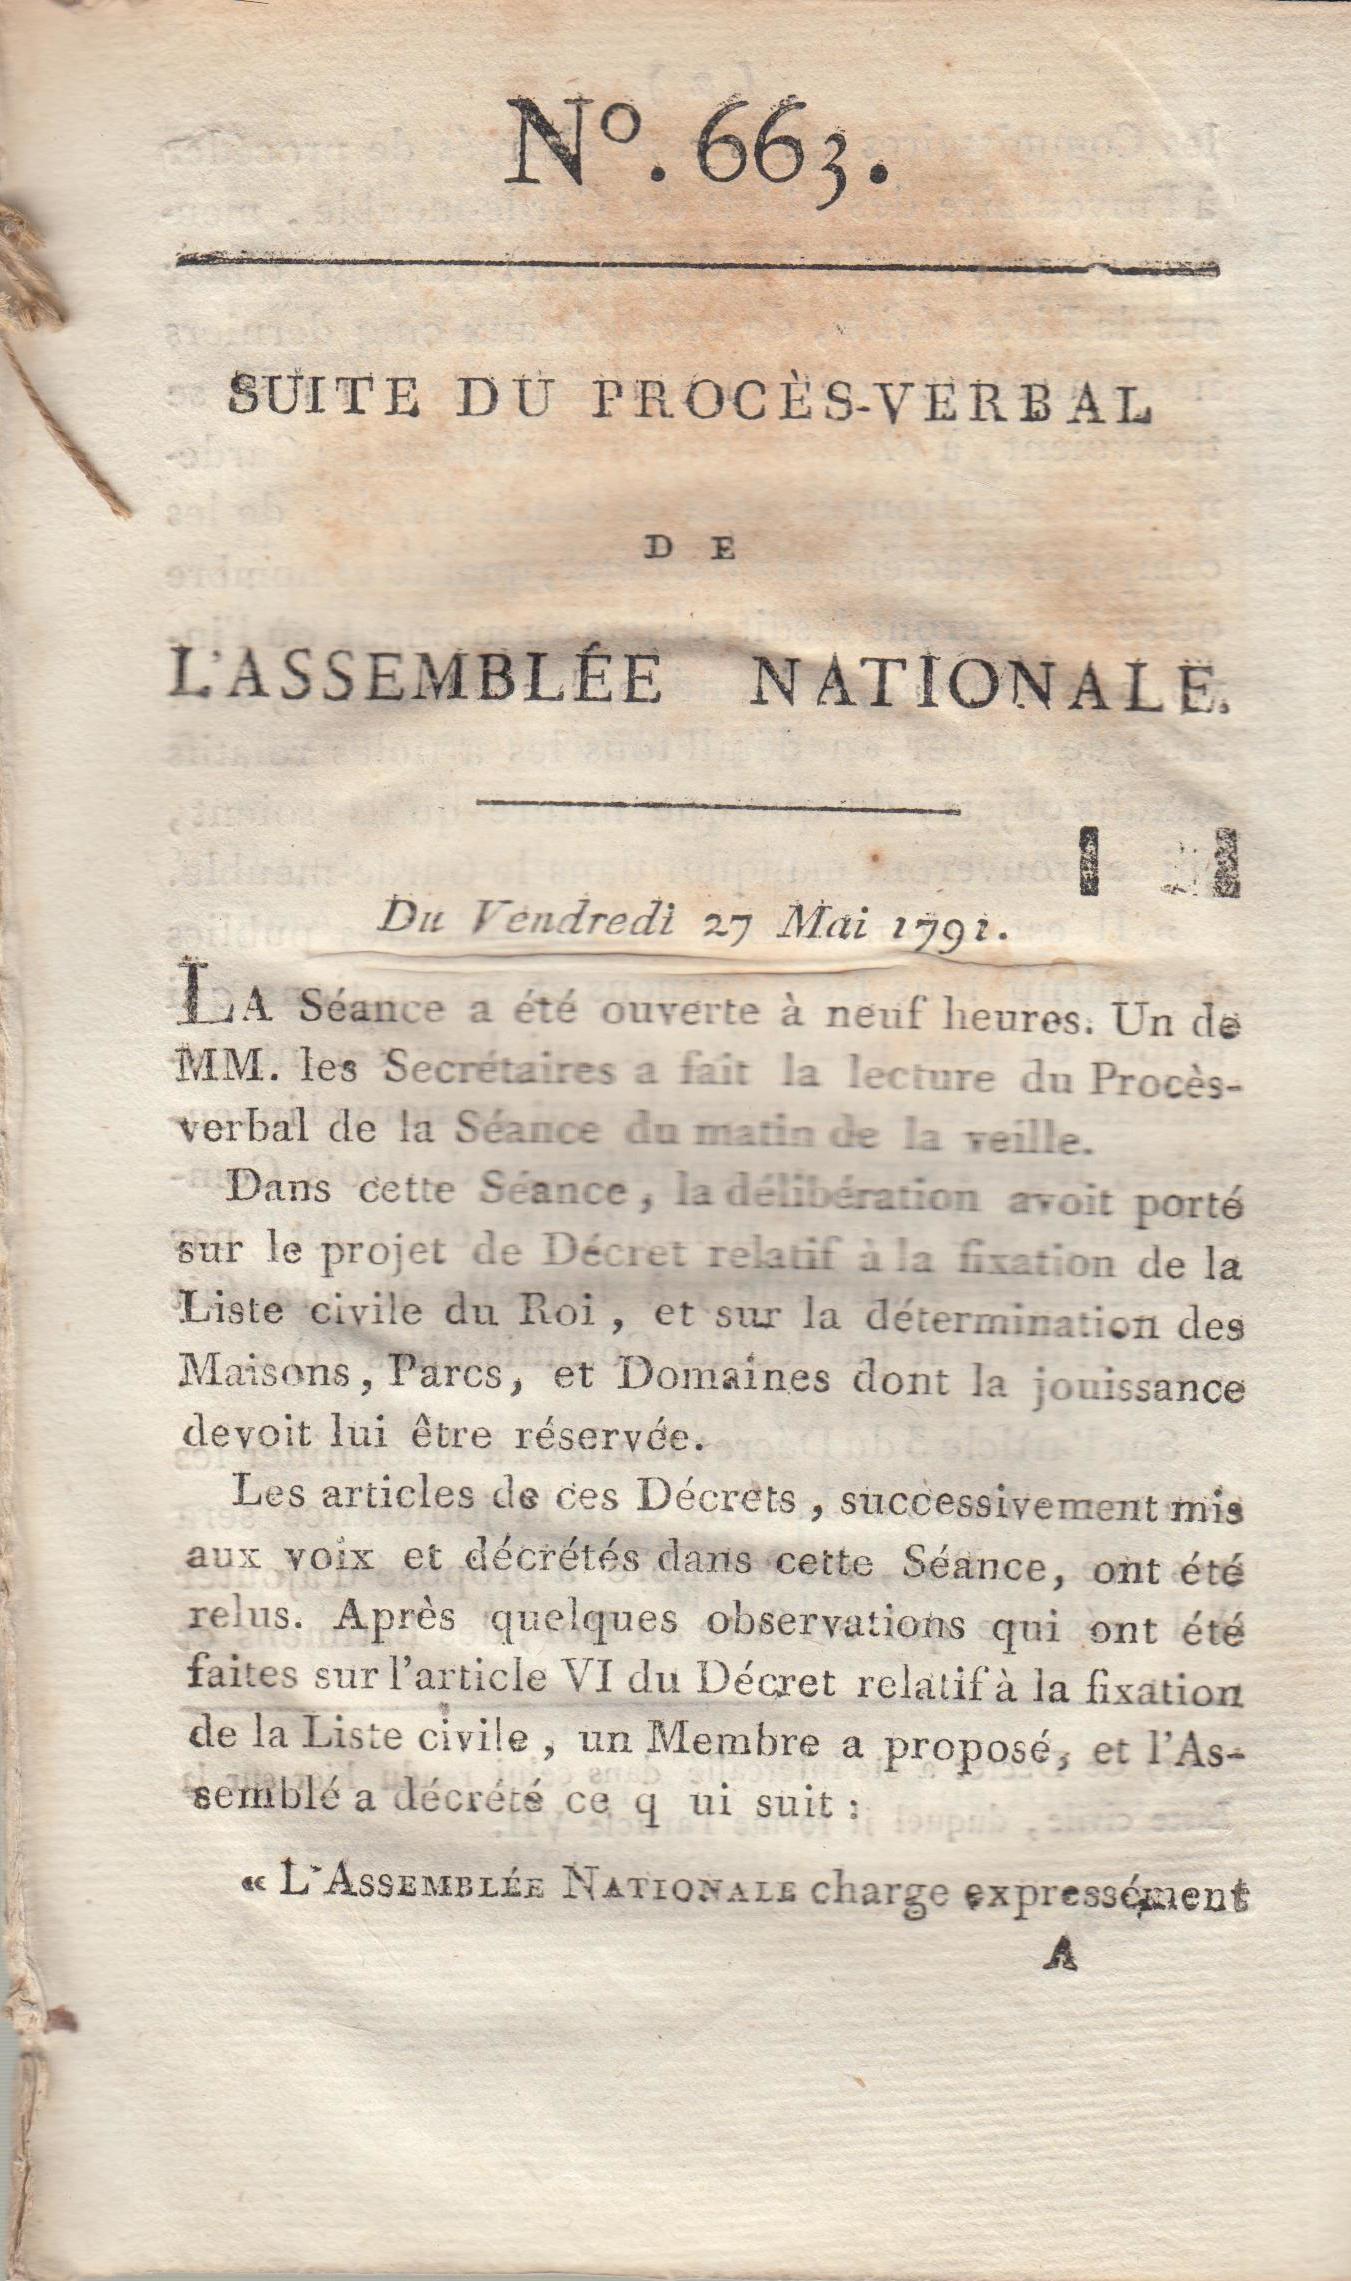 N°. 663.
SUITE DU PROCÈS-VERBAL
DE
L'ASSEMBLÉE NATIONALE.
Du Vendredi 27 Mai 1791.
LA Séance a été ouverte à neuf heures. Un de
MM. les Secrétaires a fait la lecture du Procès-
verbal de la Séance du matin de la veille.
Dans cette Séance, la délibération avoit porté
sur le projet de Décret relatif à la fixation de la
Liste civile du Roi, et sur la détermination des
Maisons, Parcs, et Domaines dont la jouissance
devoit lui être réservée.
Les articles de ces Décrets, successivement mis
aux voix et décrétés dans cette Séance, ont été
relus. Après quelques observations qui ont été
faites sur l'article VI du Décret relatif à la fixation
de la Liste civile, un Membre a proposé, et l'As-
semblé a décrété ce q ui suit :
« L'ASSEMBLÉE NATIONALE charge expressément
A